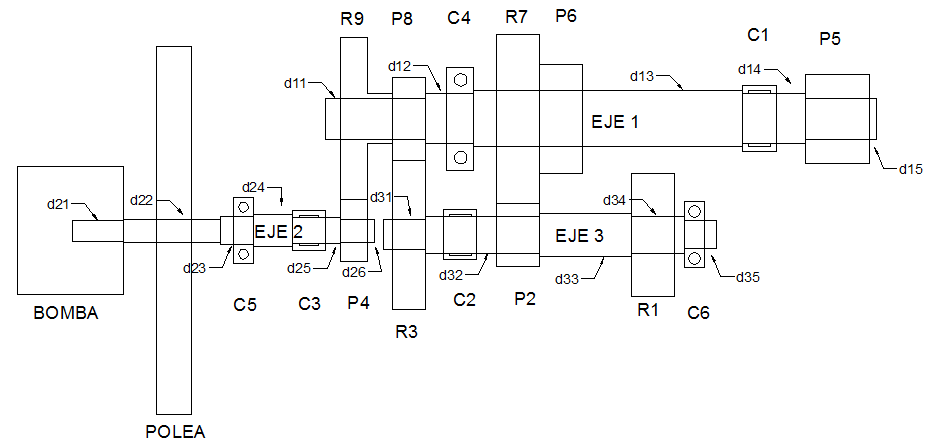 R9 P8 C4 R7 P6 C1 P5
d11 d12 d13 d14
EJE 1
d15
d21 d22 d24 d31 d34
EJE 2 EJE 3
d23 d25 d26 d32 d33 d35
BOMBA C5 C3 P4 C2 P2 R1 C6
R3
POLEA